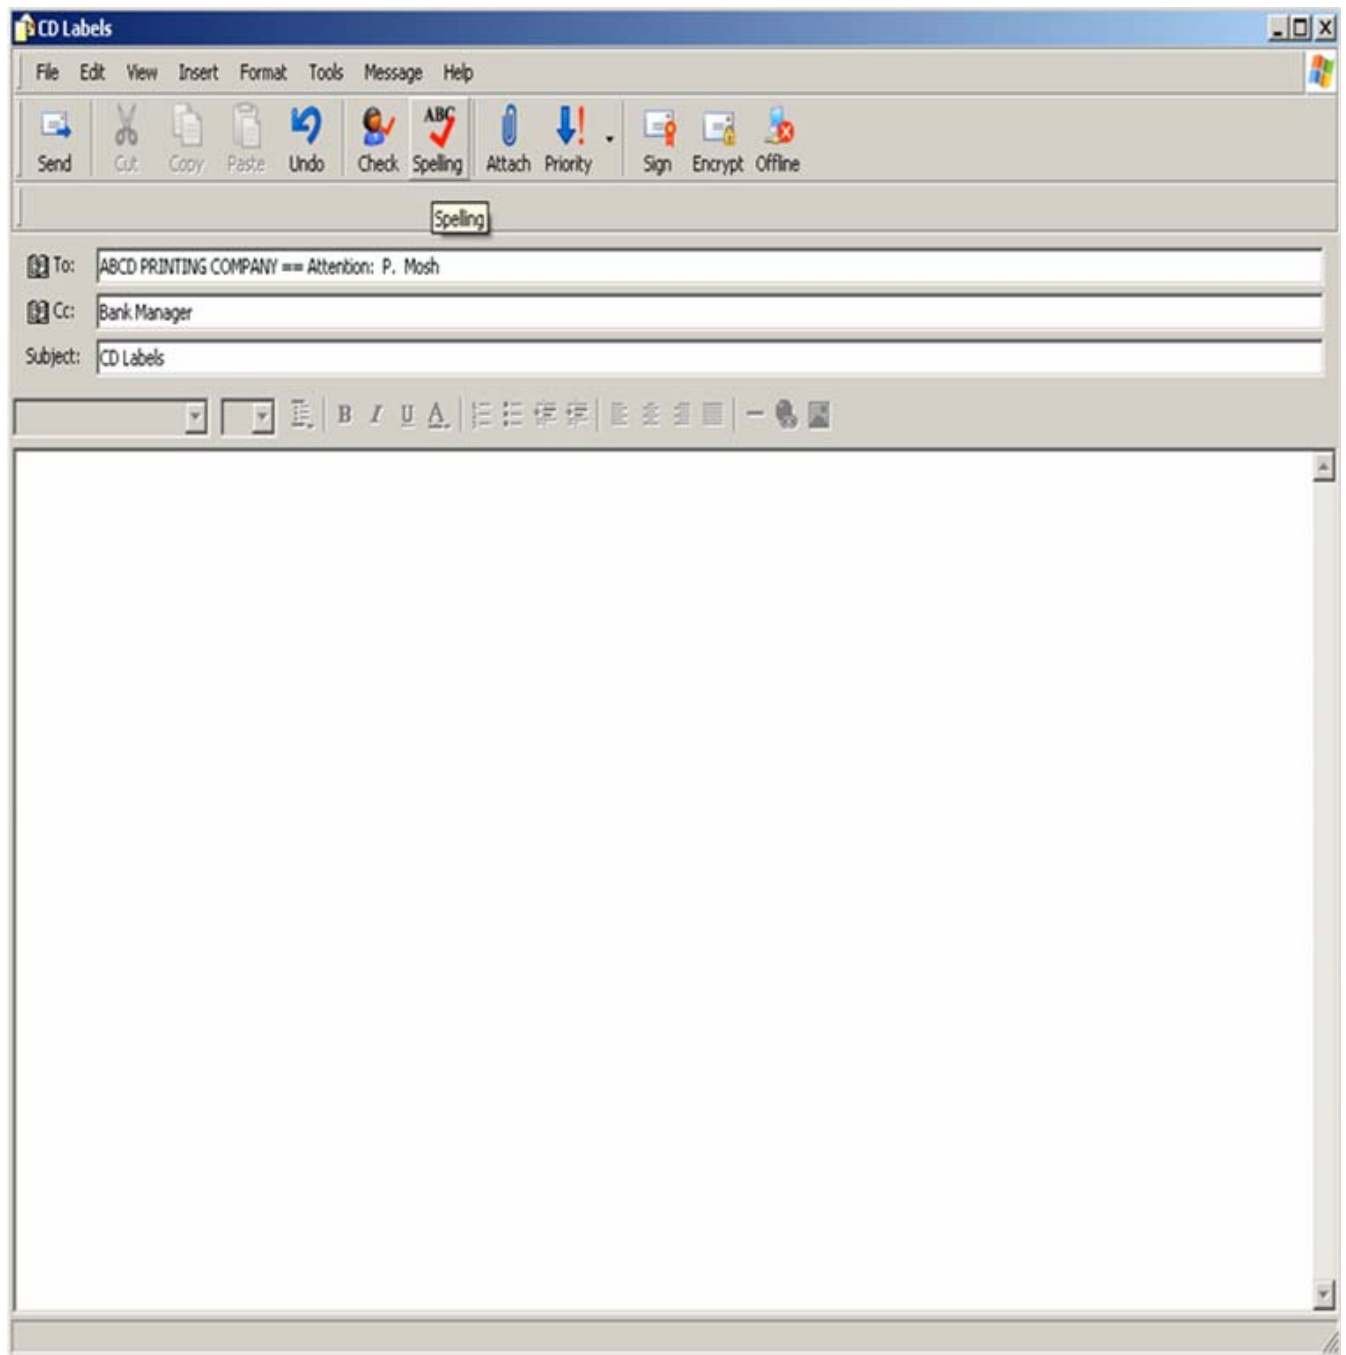 CD Labels
File Edit View Insert Format Tools Message Help
ABC
Send Cut Copy Paste Undo Check Spelling Attach Priority Sign Encrypt Offline
Spelling
To: ABCD PRINTING COMPANY == Attention: P. Mosh
Cc: Bank Manager
Subject: CD Labels
B I U A